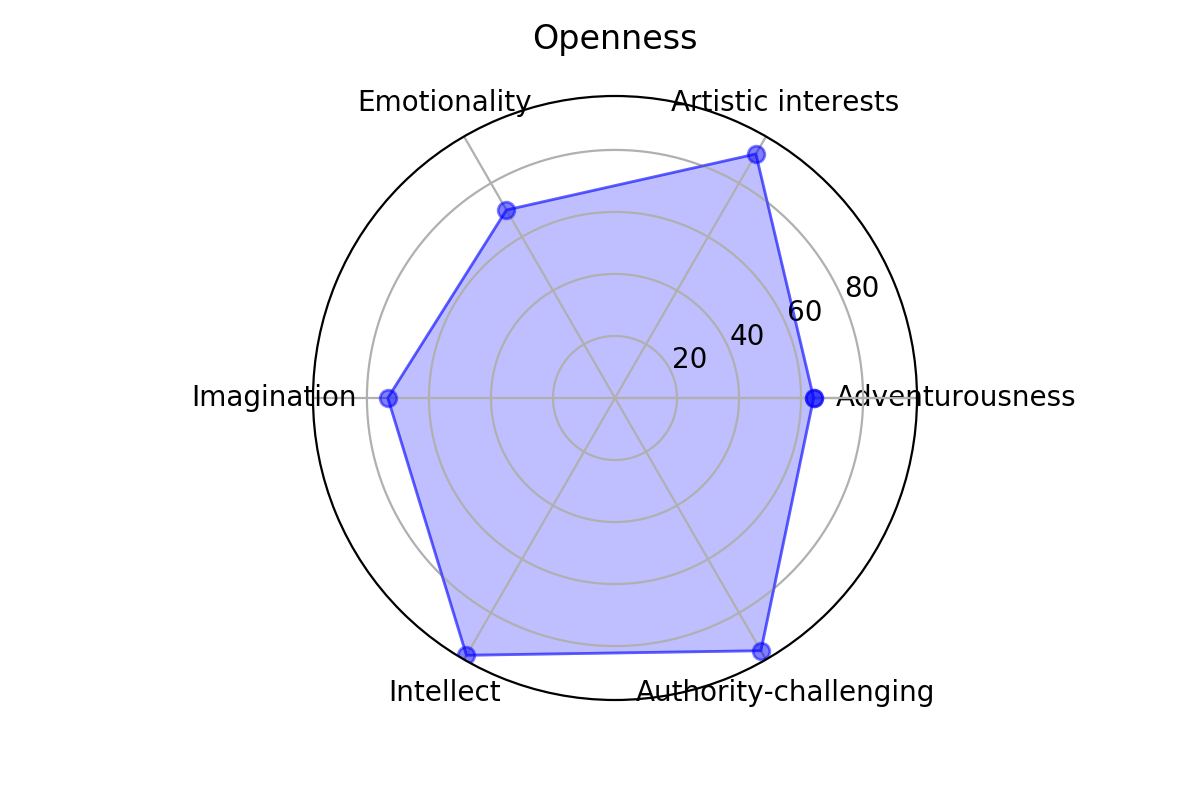 Openness
Emotionality
Artistic interests
80
60
40
20
Imagination
Adventurousness
Intellect
Authority-challenging